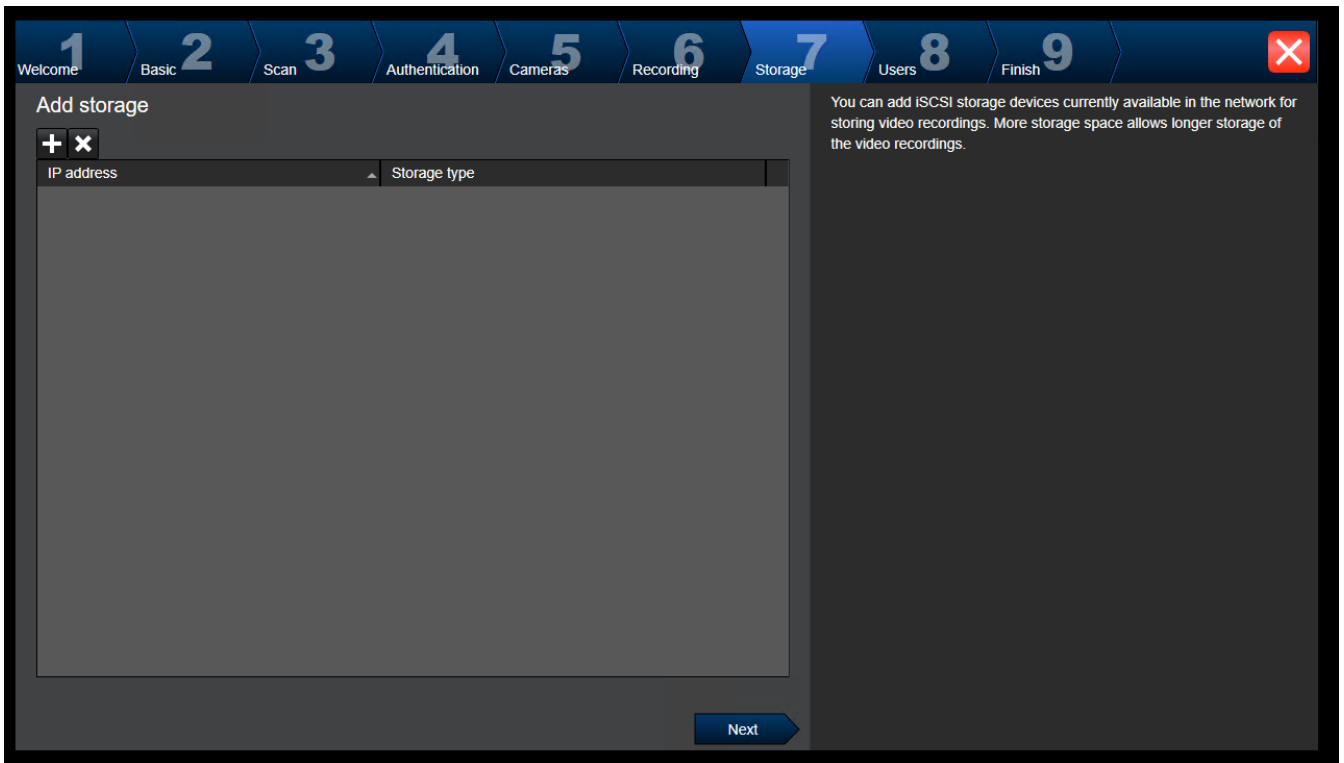 1 Welcome
2 Basic
3 Scan
4 Authentication
5 Cameras
6 Recording
7 Storage
8 Users
9 Finish
Add storage
IP address
Storage type
Next
You can add iSCSI storage devices currently available in the network for
storing video recordings. More storage space allows longer storage of
the video recordings.